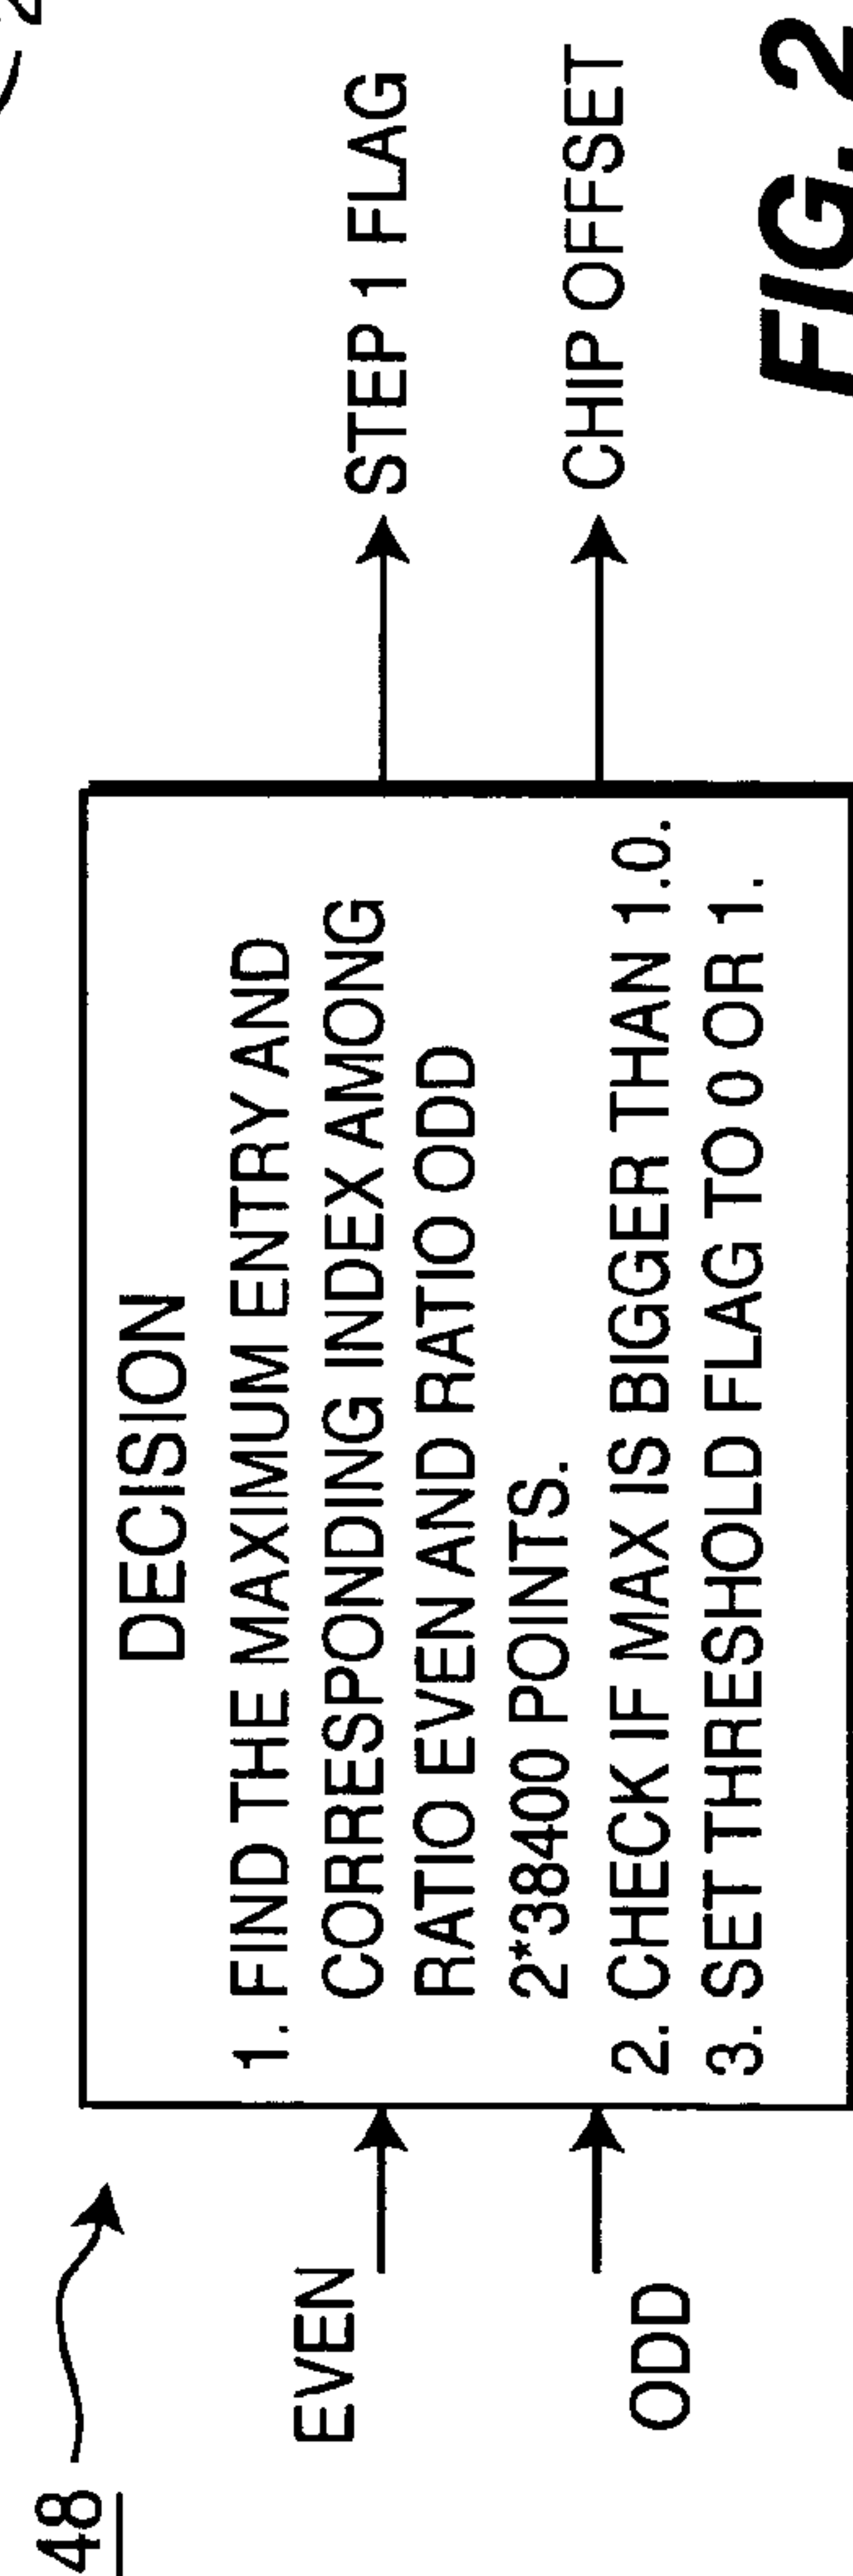 48
EVEN
ODD
DECISION
1. FIND THE MAXIMUM ENTRY AND
CORRESPONDING INDEX AMONG
RATIO EVEN AND RATIO ODD
2*38400 POINTS.
2. CHECK IF MAX IS BIGGER THAN 1.0.
3. SET THRESHOLD FLAG TO 0 OR 1.
STEP 1 FLAG
CHIP OFFSET
FIG. 2